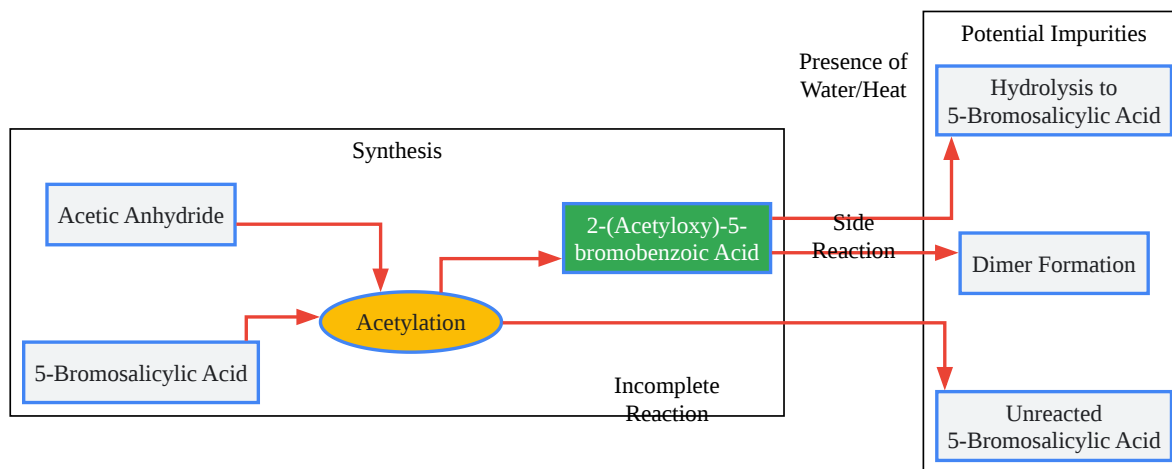 Potential Impurities
Presence of
Water/Heat
Hydrolysis to
5-Bromosalicylic Acid
Synthesis
Acetic Anhydride
2-(Acetyloxy)-5-
bromobenzoic Acid
Side
Reaction
Dimer Formation
Acetylation
5-Bromosalicylic Acid
Incomplete
Reaction
Unreacted
5-Bromosalicylic Acid